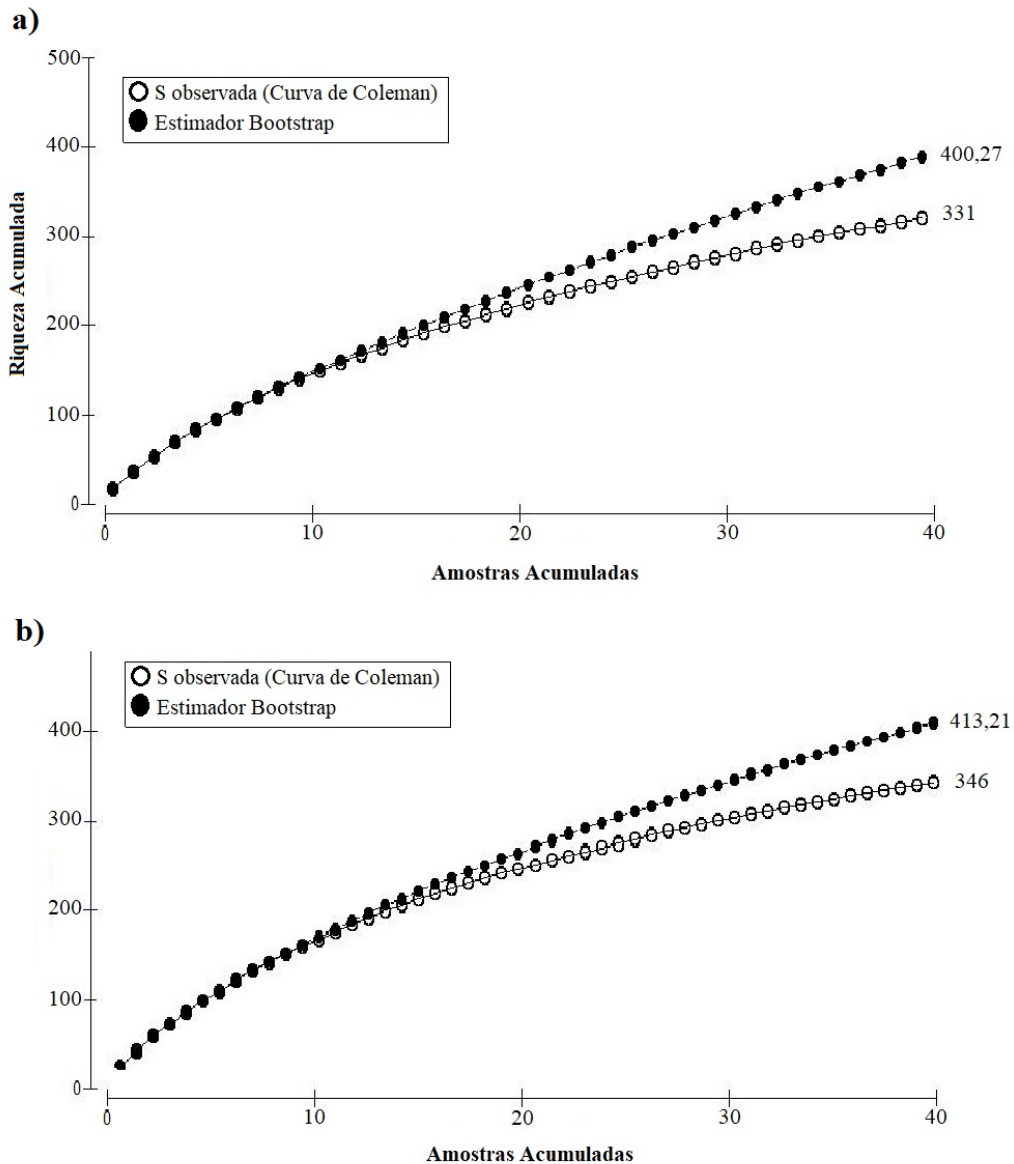 a)
500
S observada (Curva de Coleman)
Estimador Bootstrap
400
400,27
331
300
200
100
0
Riqueza Acumulada
0 10 20 30 40
Amostras Acumuladas
b)
S observada (Curva de Coleman)
Estimador Bootstrap
400
413,21
346
300
200
100
0
0 10 20 30 40
Amostras Acumuladas